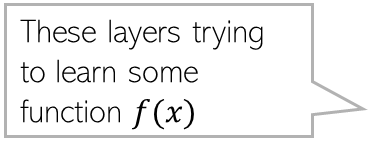 These layers trying
to learn some
function 𝑓(𝑥)